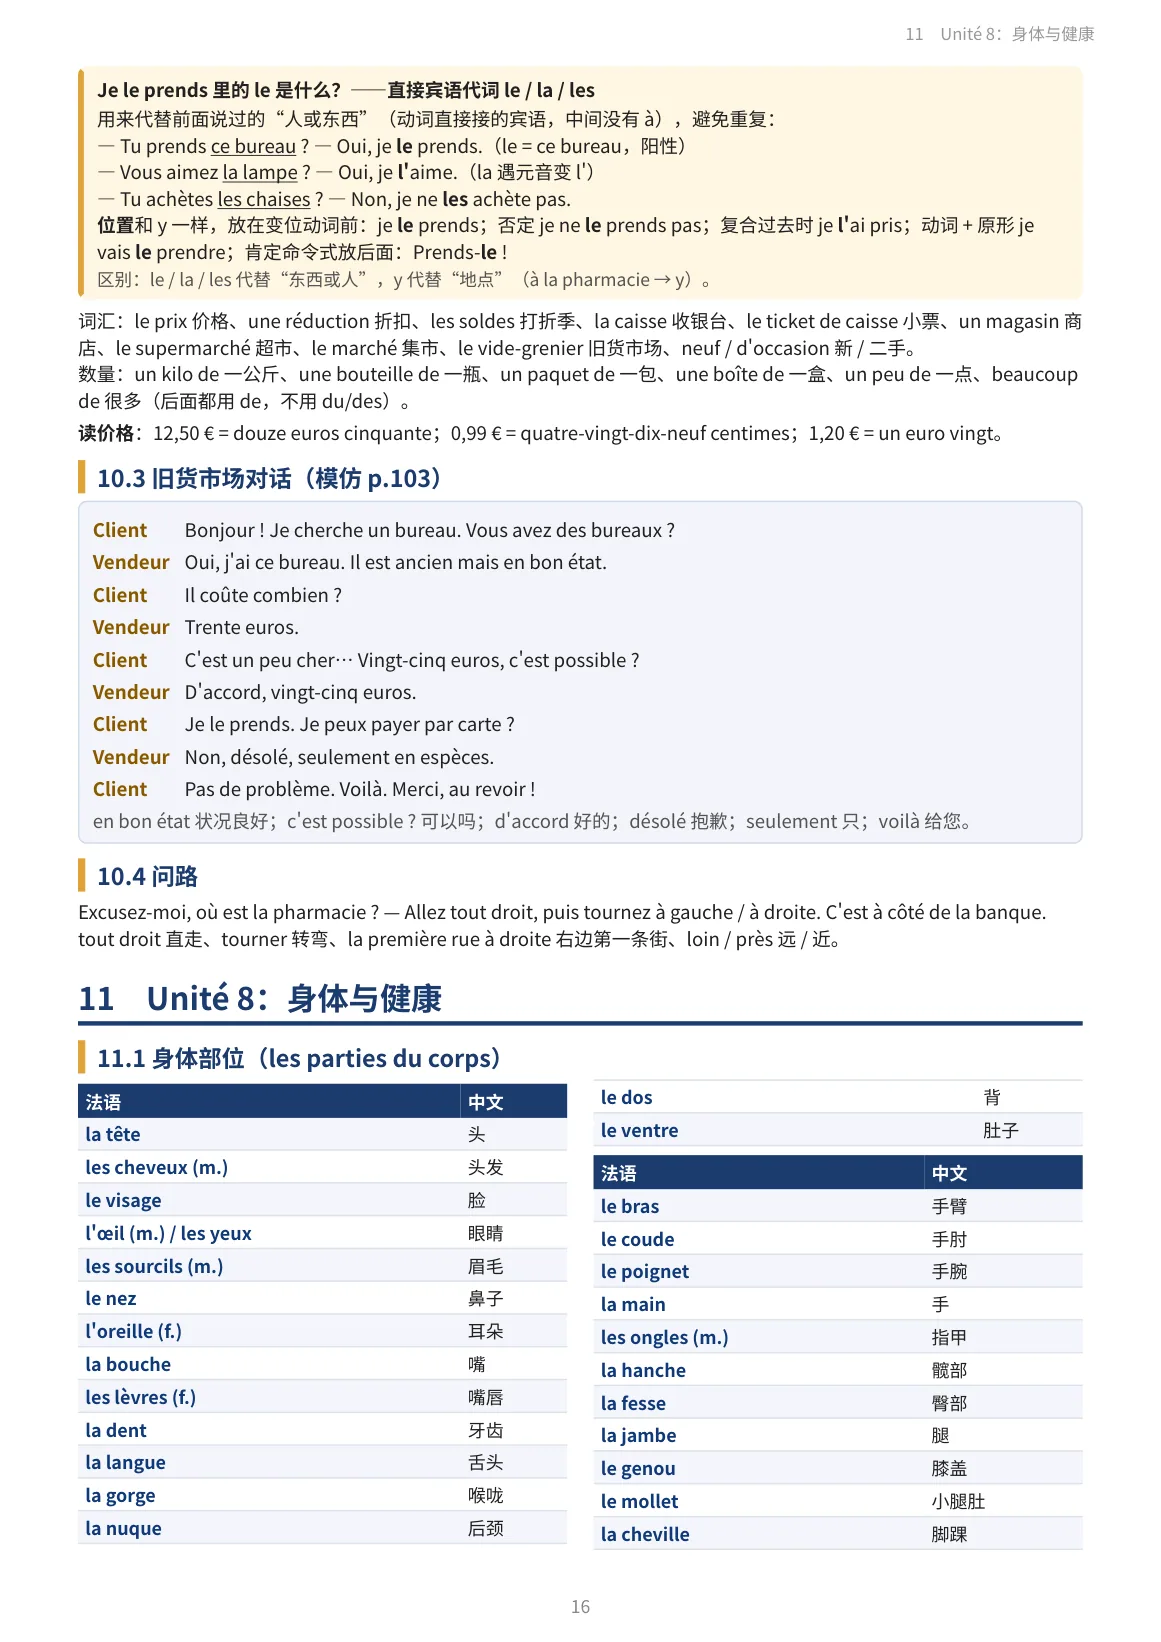 11 Unité 8：身体与健康
Je le prends 里的 le 是什么？——直接宾语代词 le / la / les
用来代替前面说过的“人或东西”（动词直接接的宾语，中间没有 à），避免重复：
— Tu prends ce bureau ? — Oui, je le prends.（le = ce bureau，阳性）
— Vous aimez la lampe ? — Oui, je l'aime.（la 遇元音变 l'）
— Tu achètes les chaises ? — Non, je ne les achète pas.
位置和 y 一样，放在变位动词前：je le prends；否定 je ne le prends pas；复合过去时 je l'ai pris；动词 + 原形 je
vais le prendre；肯定命令式放后面：Prends-le !
区别：le / la / les 代替“东西或人”，y 代替“地点”（à la pharmacie → y）。
词汇：le prix 价格、une réduction 折扣、les soldes 打折季、la caisse 收银台、le ticket de caisse 小票、un magasin 商
店、le supermarché 超市、le marché 集市、le vide-grenier 旧货市场、neuf / d'occasion 新 / 二手。
数量：un kilo de 一公斤、une bouteille de 一瓶、un paquet de 一包、une boîte de 一盒、un peu de 一点、beaucoup
de 很多（后面都用 de，不用 du/des）。
读价格：12,50 € = douze euros cinquante；0,99 € = quatre-vingt-dix-neuf centimes；1,20 € = un euro vingt。
10.3 旧货市场对话（模仿 p.103）
Client Bonjour ! Je cherche un bureau. Vous avez des bureaux ?
Vendeur Oui, j'ai ce bureau. Il est ancien mais en bon état.
Client Il coûte combien ?
Vendeur Trente euros.
Client C'est un peu cher… Vingt-cinq euros, c'est possible ?
Vendeur D'accord, vingt-cinq euros.
Client Je le prends. Je peux payer par carte ?
Vendeur Non, désolé, seulement en espèces.
Client Pas de problème. Voilà. Merci, au revoir !
en bon état 状况良好；c'est possible ? 可以吗；d'accord 好的；désolé 抱歉；seulement 只；voilà 给您。
10.4 问路
Excusez-moi, où est la pharmacie ? — Allez tout droit, puis tournez à gauche / à droite. C'est à côté de la banque.
tout droit 直走、tourner 转弯、la première rue à droite 右边第一条街、loin / près 远 / 近。
11 Unité 8：身体与健康
11.1 身体部位（les parties du corps）
法语 中文
la tête 头
les cheveux (m.) 头发
le visage 脸
l'œil (m.) / les yeux 眼睛
les sourcils (m.) 眉毛
le nez 鼻子
l'oreille (f.) 耳朵
la bouche 嘴
les lèvres (f.) 嘴唇
la dent 牙齿
la langue 舌头
la gorge 喉咙
la nuque 后颈
le dos 背
le ventre 肚子
法语 中文
le bras 手臂
le coude 手肘
le poignet 手腕
la main 手
les ongles (m.) 指甲
la hanche 髋部
la fesse 臀部
la jambe 腿
le genou 膝盖
le mollet 小腿肚
la cheville 脚踝
16